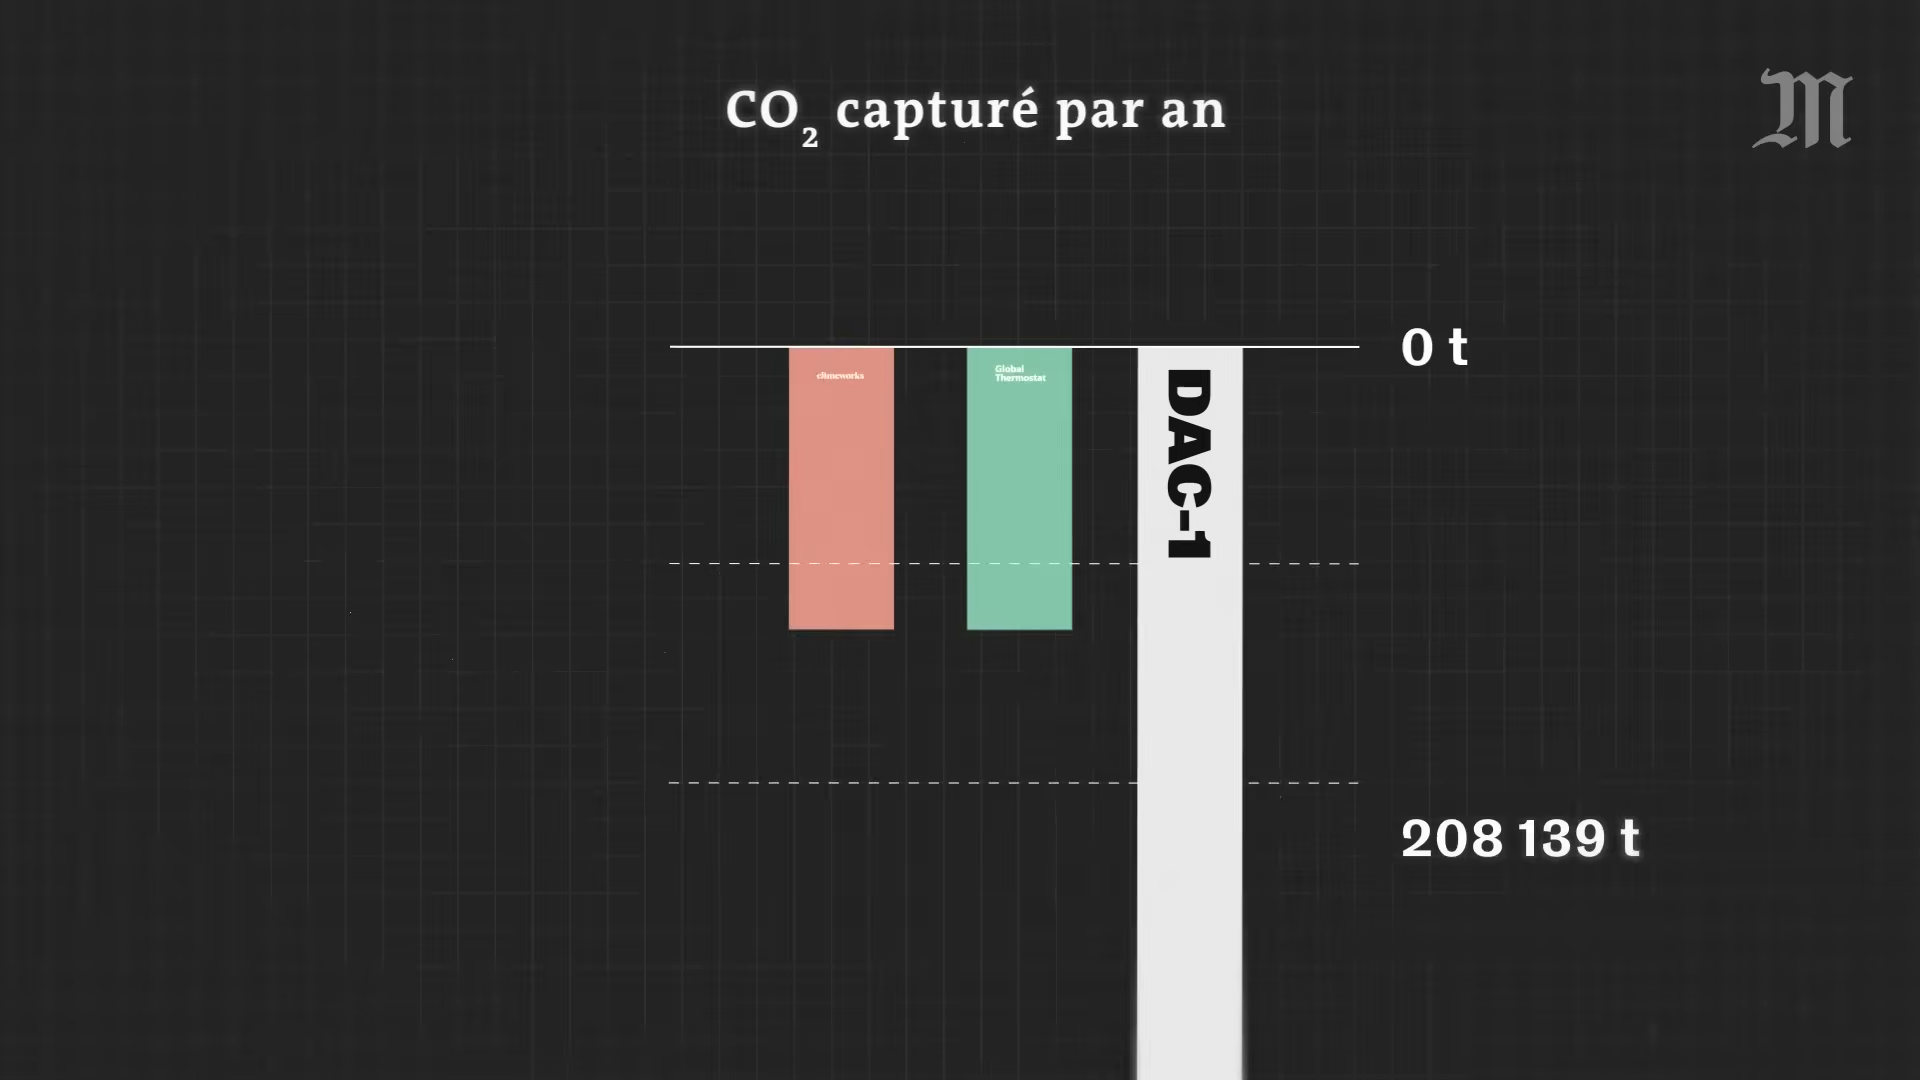 CO₂ capturé par an
M
0 t
climeworks
Global
Thermostat
DAC-1
208 139 t